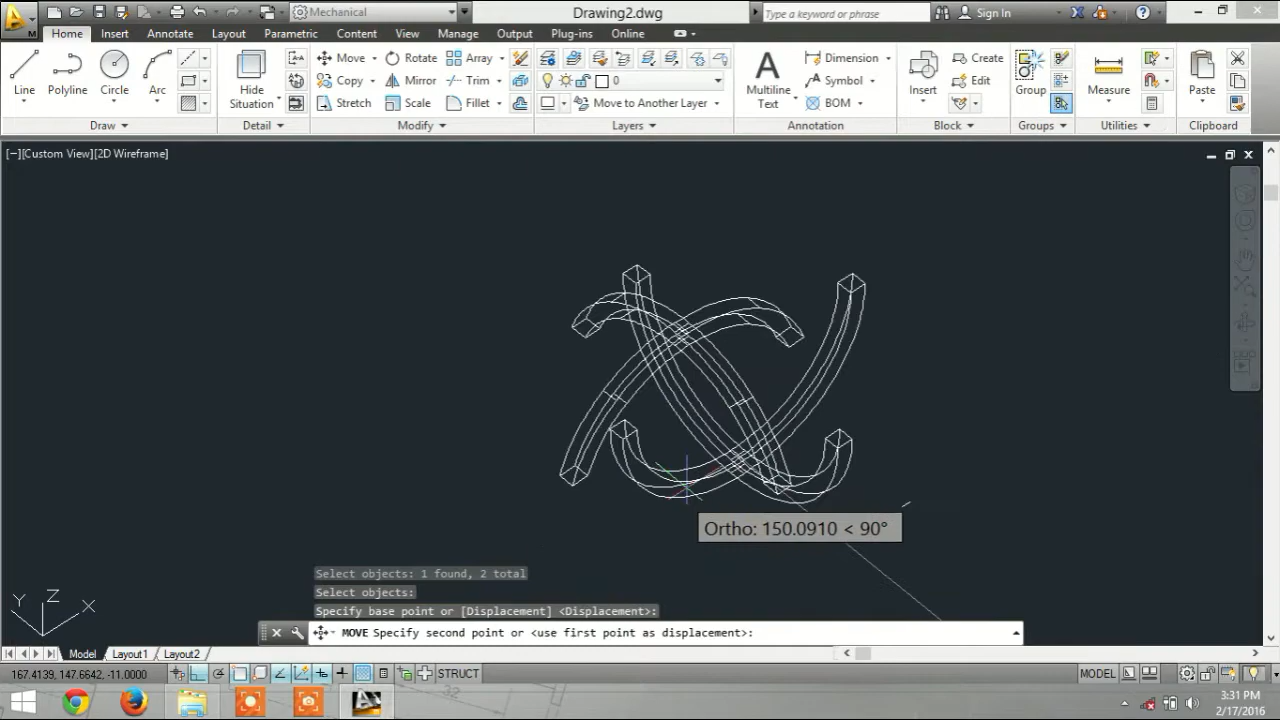 M
Mechanical
Drawing2.dwg
Type a keyword or phrase
Sign In
Home Insert Annotate Layout Parametric Content View Manage Output Plug-ins Online
Line
Polyline
Circle
Arc
Draw
Hide
Situation
Detail
Move
Rotate
Array
Copy
Mirror
Trim
Stretch
Scale
Fillet
Modify
0
Move to Another Layer
Layers
Multiline
Text
Dimension
Symbol
BOM
Annotation
Insert
Create
Edit
Block
Group
Groups
Measure
Utilities
Paste
Clipboard
[−][Custom View][2D Wireframe]
Ortho: 150.0910 < 90°
Select objects: 1 found, 2 total
Select objects:
Specify base point or [Displacement] <Displacement>:
MOVE Specify second point or <use first point as displacement>:
Y Z X
Model Layout1 Layout2
167.4139, 147.6642, -11.0000
STRUCT
MODEL
32
3:31 PM
2/17/2016